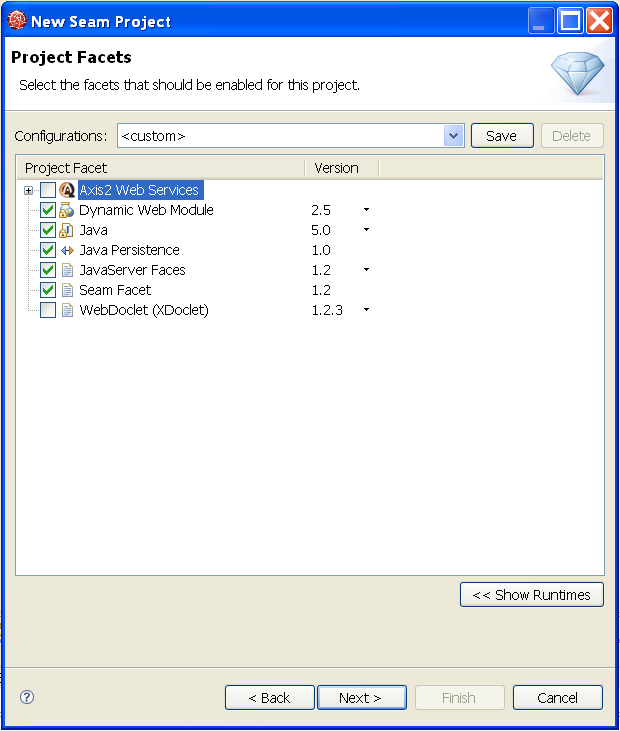 New Seam Project
Project Facets
Select the facets that should be enabled for this project.
Configurations: <custom> Save Delete
Project Facet Version
Axis2 Web Services
Dynamic Web Module 2.5
Java 5.0
Java Persistence 1.0
JavaServer Faces 1.2
Seam Facet 1.2
WebDoclet (XDoclet) 1.2.3
<< Show Runtimes
? < Back Next > Finish Cancel